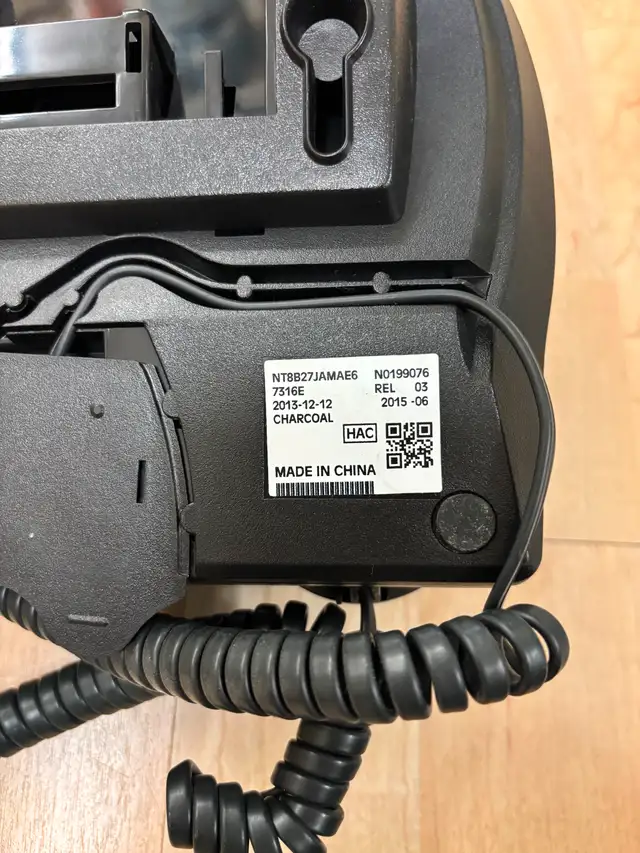 NT8B27JAMAE6 N0199076
7316E REL 03
2013-12-12 2015 -06
CHARCOAL
HAC
MADE IN CHINA